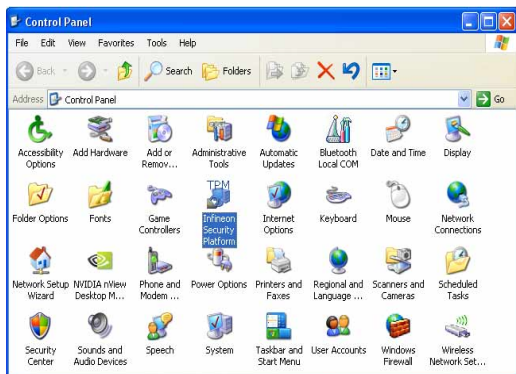 Control Panel
File Edit View Favorites Tools Help
Back Search Folders
Address Control Panel Go
Accessibility Options
Add Hardware
Add or Remov...
Administrative Tools
Automatic Updates
Bluetooth Local COM
Date and Time
Display
Folder Options
Fonts
Game Controllers
TPM
Infineon Security Platform
Internet Options
Keyboard
Mouse
Network Connections
Network Setup Wizard
NVIDIA nView Desktop M...
Phone and Modem ...
Power Options
Printers and Faxes
Regional and Language ...
Scanners and Cameras
Scheduled Tasks
Security Center
Sounds and Audio Devices
Speech
System
Taskbar and Start Menu
User Accounts
Windows Firewall
Wireless Network Set...